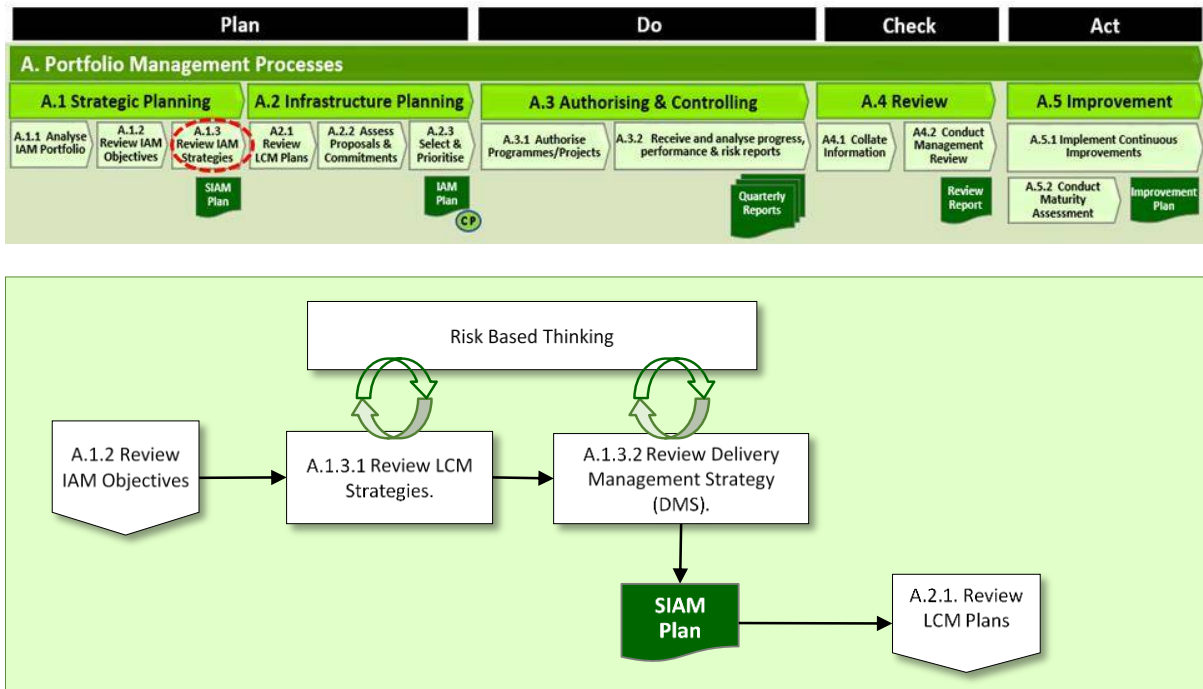 Plan
Do
Check
Act
A. Portfolio Management Processes
A.1 Strategic Planning
A.2 Infrastructure Planning
A.3 Authorising & Controlling
A.4 Review
A.5 Improvement
A.1.1 Analyse
IAM Portfolio
A.1.2
Review IAM
Objectives
A.1.3
Review IAM
Strategies
A2.1
Review
LCM Plans
A.2.2 Assess
Proposals &
Commitments
A.2.3
Select &
Prioritise
A.3.1 Authorise
Programmes/Projects
A.3.2 Receive and analyse progress,
performance & risk reports
A4.1 Collate
Information
A4.2 Conduct
Management
Review
A.5.1 Implement Continuous
Improvements
SIAM
Plan
IAM
Plan
CP
Quarterly
Reports
Review
Report
A.5.2 Conduct
Maturity
Assessment
Improvement
Plan
Risk Based Thinking
A.1.2 Review
IAM Objectives
A.1.3.1 Review LCM
Strategies.
A.1.3.2 Review Delivery
Management Strategy
(DMS).
SIAM
Plan
A.2.1. Review
LCM Plans